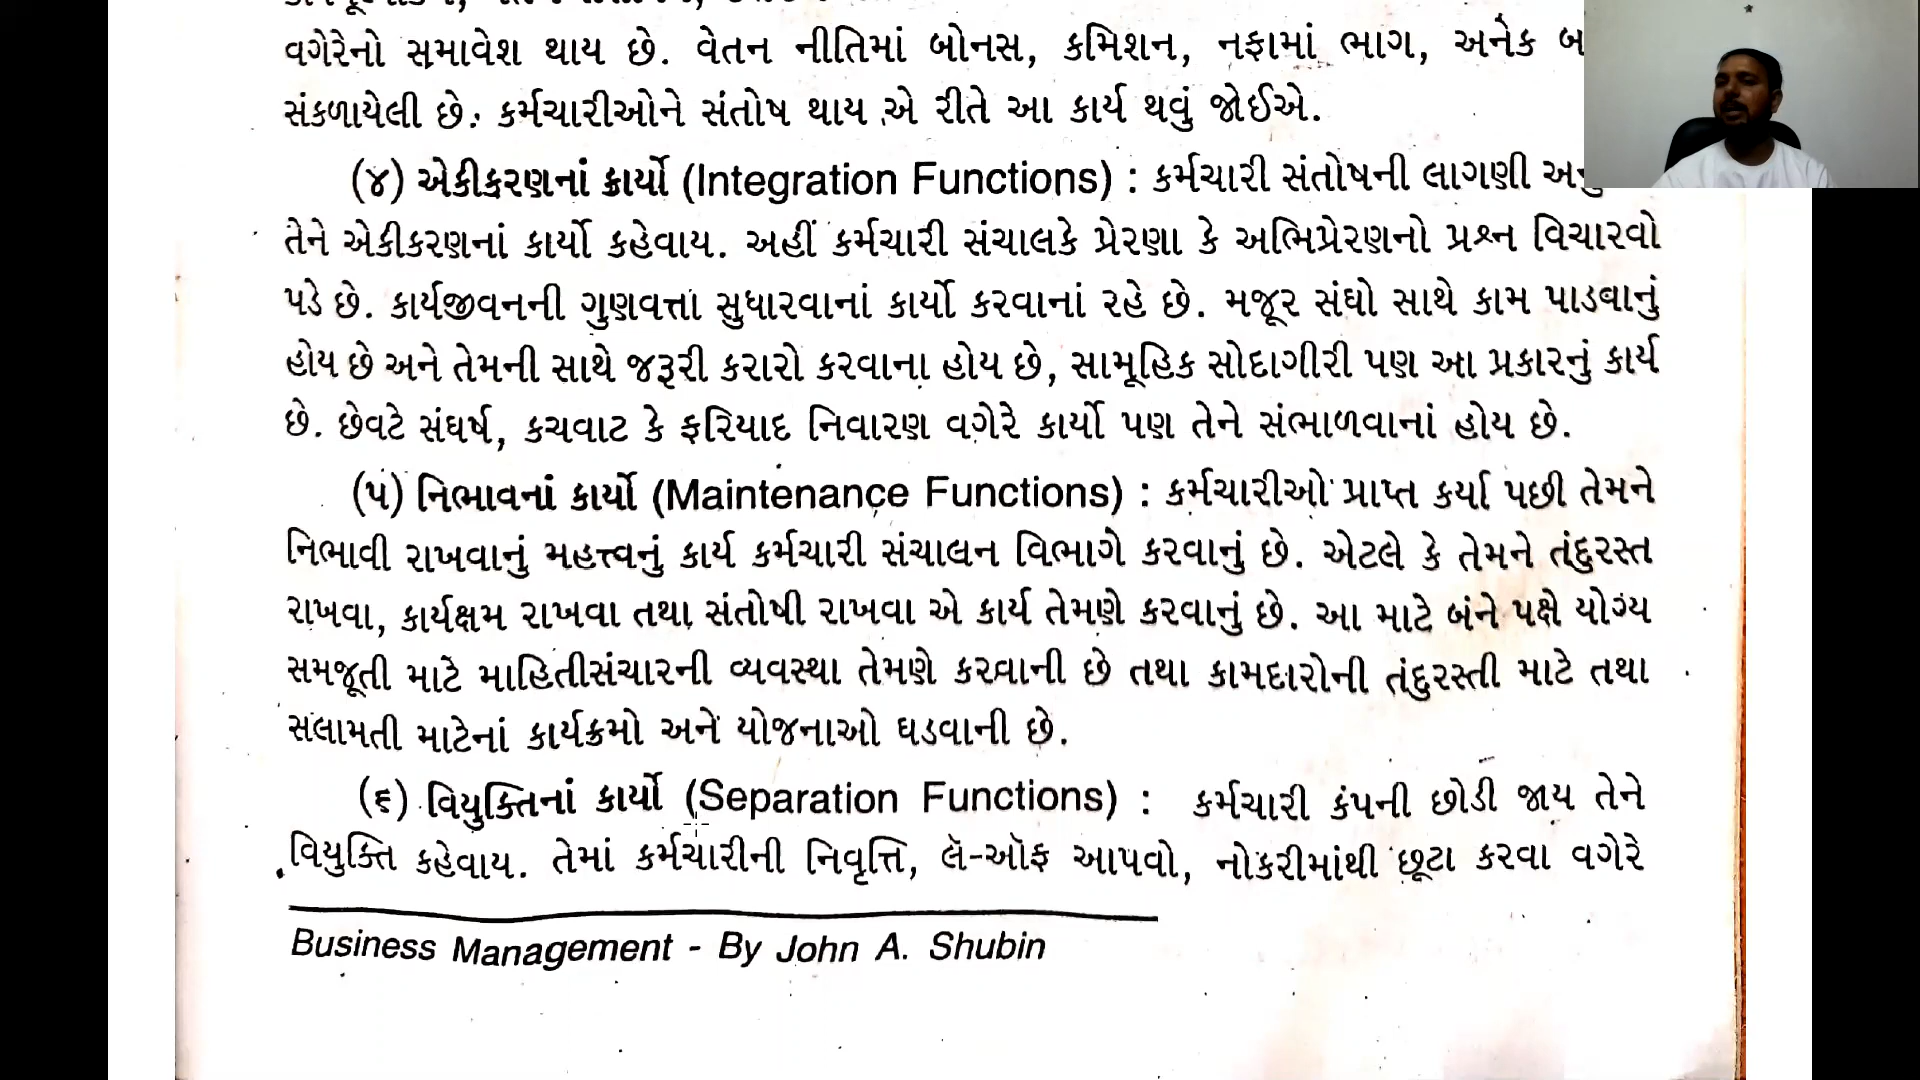 વગેરેનો સમાવેશ થાય છે. વેતન નીતિમાં બોનસ, કમિશન, નફામાં ભાગ, અનેક
સંકળાયેલી છે. કર્મચારીઓને સંતોષ થાય એ રીતે આ કાર્ય થવું જોઈએ.
(૪) એકીકરણનાં કાર્યો (Integration Functions) : કર્મચારી સંતોષની લાગણી
તેને એકીકરણનાં કાર્યો કહેવાય. અહીં કર્મચારી સંચાલકે પ્રેરણા કે અભિપ્રેરણનો પ્રશ્ન વિચારવો
પડે છે. કાર્યજીવનની ગુણવત્તા સુધારવાનાં કાર્યો કરવાનાં રહે છે. મજૂર સંઘો સાથે કામ પાડવાનું
હોય છે અને તેમની સાથે જરૂરી કરારો કરવાના હોય છે, સામૂહિક સોદાગીરી પણ આ પ્રકારનું કાર્ય
છે. છેવટે સંઘર્ષ, કચવાટ કે ફરિયાદ નિવારણ વગેરે કાર્યો પણ તેને સંભાળવાનાં હોય છે.
(૫) નિભાવનાં કાર્યો (Maintenance Functions) : કર્મચારીઓ પ્રાપ્ત કર્યા પછી તેમને
નિભાવી રાખવાનું મહત્ત્વનું કાર્ય કર્મચારી સંચાલન વિભાગે કરવાનું છે. એટલે કે તેમને તંદુરસ્ત
રાખવા, કાર્યક્ષમ રાખવા તથા સંતોષી રાખવા એ કાર્ય તેમણે કરવાનું છે. આ માટે બંને પક્ષે યોગ્ય
સમજૂતી માટે માહિતીસંચારની વ્યવસ્થા તેમણે કરવાની છે તથા કામદારોની તંદુરસ્તી માટે તથા
સલામતી માટેનાં કાર્યક્રમો અને યોજનાઓ ઘડવાની છે.
(૬) વિયુક્તિનાં કાર્યો (Separation Functions) : કર્મચારી કંપની છોડી જાય તેને
વિયુક્તિ કહેવાય. તેમાં કર્મચારીની નિવૃત્તિ, લૅ-ઑફ આપવો, નોકરીમાંથી છૂટા કરવા વગેરે
Business Management - By John A. Shubin